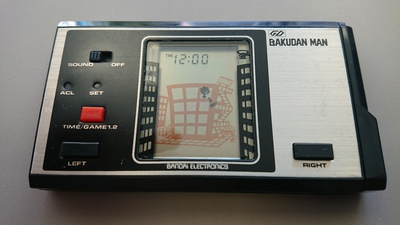 GD
BAKUDAN MAN
SOUND OFF
ACL SET
TIME/GAME1.2
LEFT
12:00
BANDAI ELECTRONICS
RIGHT